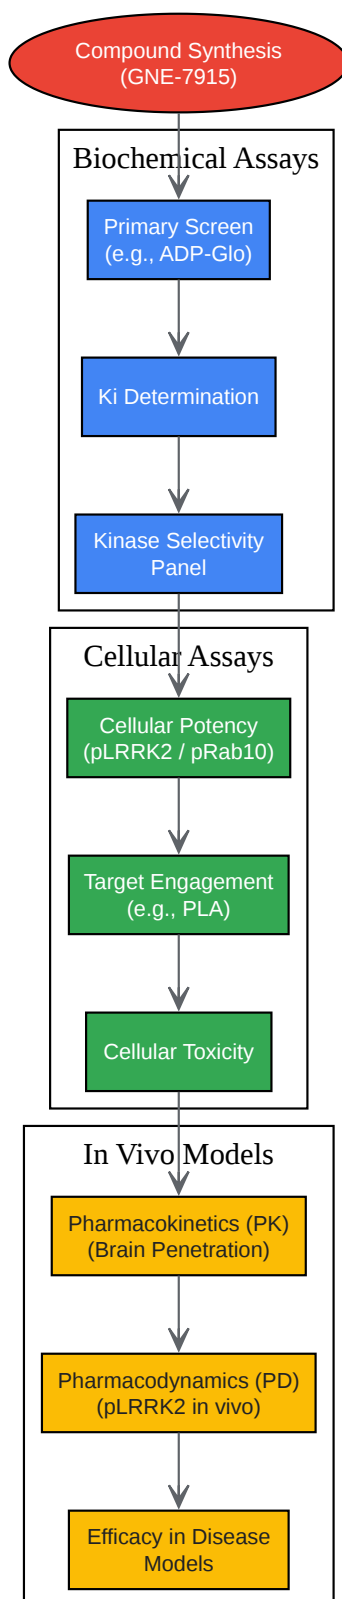 Compound Synthesis
(GNE-7915)
Biochemical Assays
Primary Screen
(e.g., ADP-Glo)
Ki Determination
Kinase Selectivity
Panel
Cellular Assays
Cellular Potency
(pLRRK2 / pRab10)
Target Engagement
(e.g., PLA)
Cellular Toxicity
In Vivo Models
Pharmacokinetics (PK)
(Brain Penetration)
Pharmacodynamics (PD)
(pLRRK2 in vivo)
Efficacy in Disease
Models